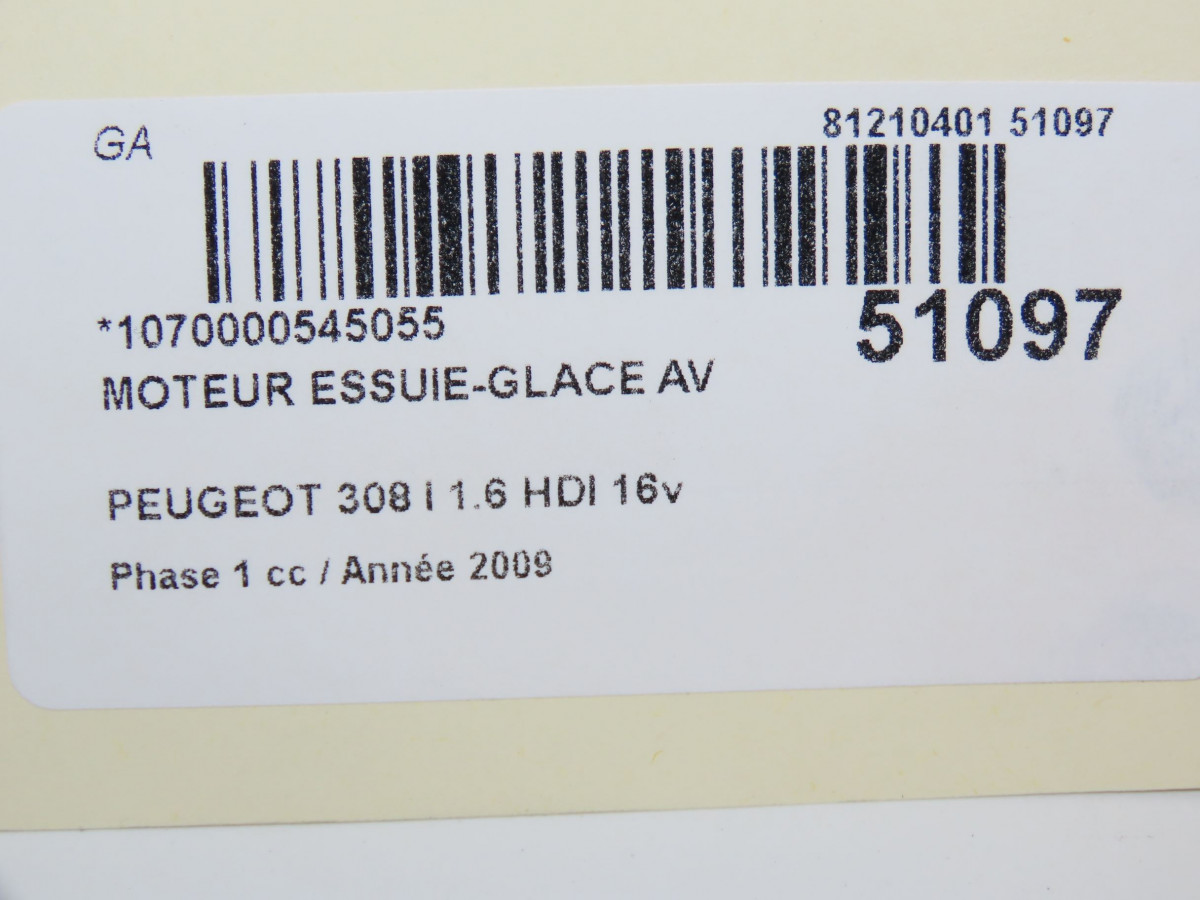 GA
81210401 51097
*1070000545055
51097
MOTEUR ESSUIE-GLACE AV
PEUGEOT 308 I 1.6 HDI 16v
Phase 1 cc / Année 2009